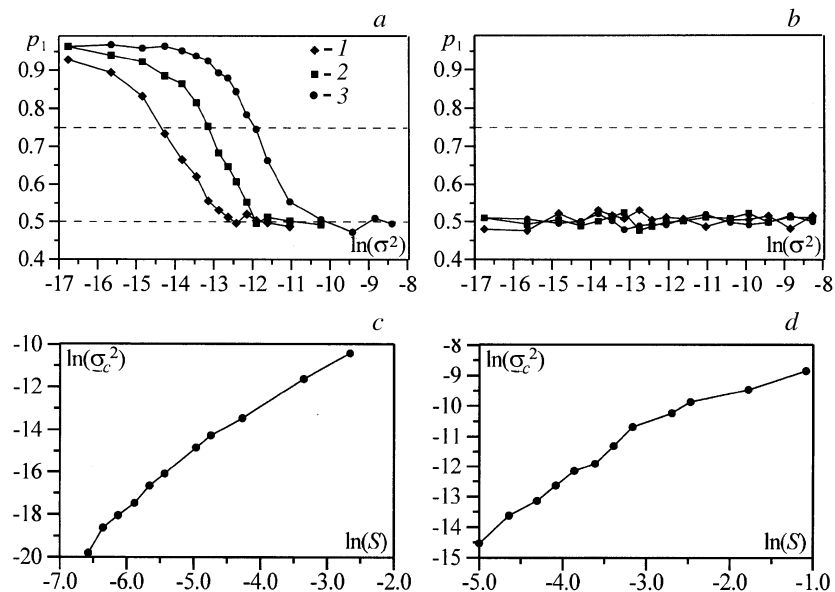 a
b
p₁
0.9
0.8
0.7
0.6
0.5
0.4
-17 -16 -15 -14 -13 -12 -11 -10 -9 -8
ln(σ²)
♦ - 1
■ - 2
● - 3
p₁
0.9
0.8
0.7
0.6
0.5
0.4
-17 -16 -15 -14 -13 -12 -11 -10 -9 -8
ln(σ²)
c
d
-10
-12
-14
-16
-18
-20
ln(σ_c²)
ln(S)
-7.0 -6.0 -5.0 -4.0 -3.0 -2.0
-8
-9
-10
-11
-12
-13
-14
-15
ln(σ_c²)
ln(S)
-5.0 -4.0 -3.0 -2.0 -1.0